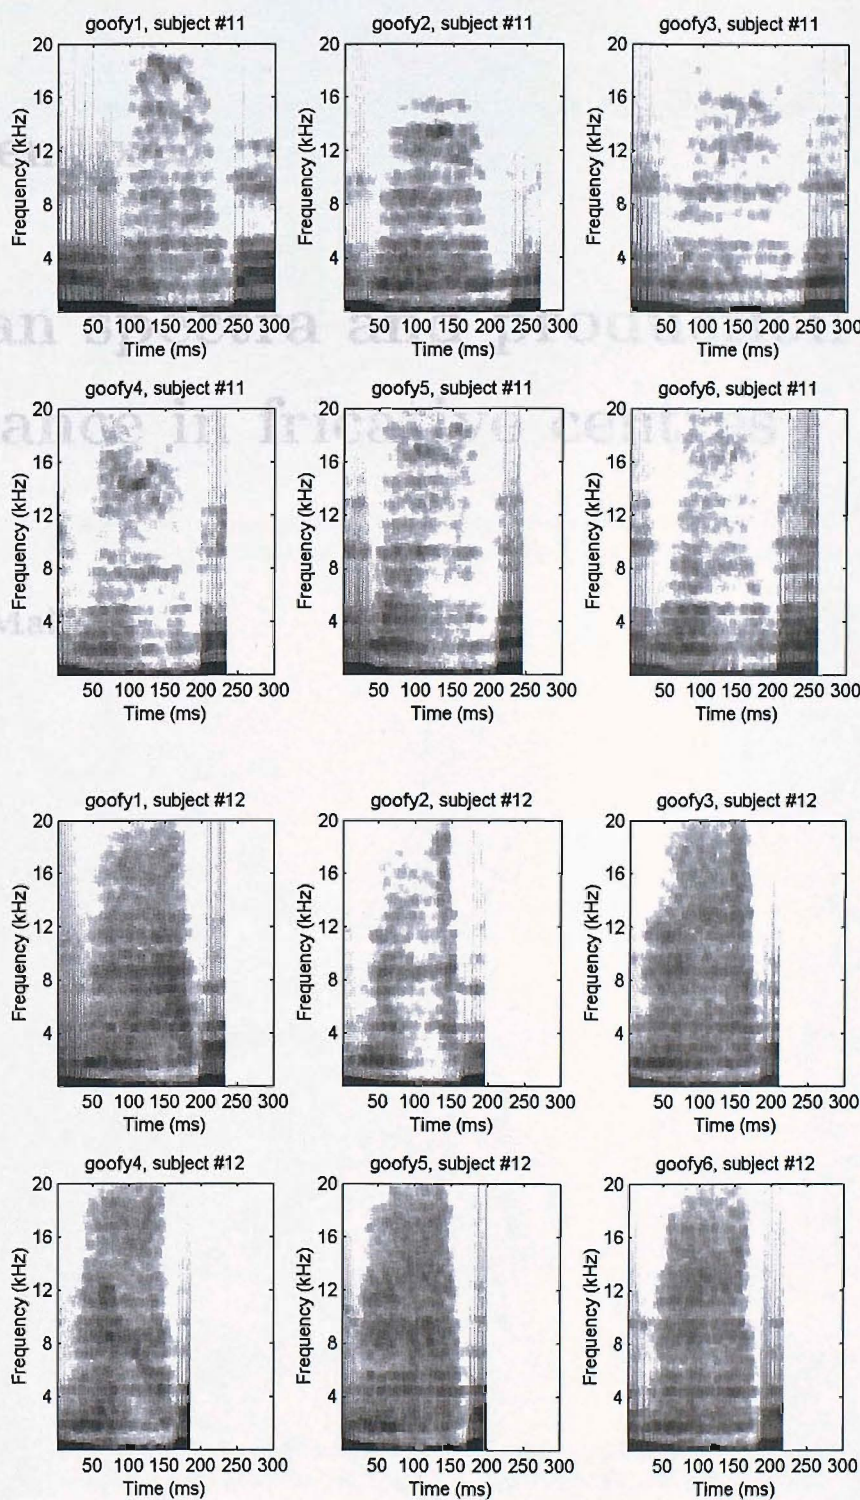 goofy1, subject #11 goofy2, subject #11 goofy3, subject #11
20 20 20
16 16 16
12 12 12
8 8 8
4 4 4
Frequency (kHz) Frequency (kHz) Frequency (kHz)
50 100 150 200 250 300 50 100 150 200 250 300 50 100 150 200 250 300
Time (ms) Time (ms) Time (ms)
an spectra and production
ance in fricative centres
goofy4, subject #11 goofy5, subject #11 goofy6, subject #11
20 20 20
16 16 16
12 12 12
8 8 8
4 4 4
Frequency (kHz) Frequency (kHz) Frequency (kHz)
50 100 150 200 250 300 50 100 150 200 250 300 50 100 150 200 250 300
Time (ms) Time (ms) Time (ms)
goofy1, subject #12 goofy2, subject #12 goofy3, subject #12
20 20 20
16 16 16
12 12 12
8 8 8
4 4 4
Frequency (kHz) Frequency (kHz) Frequency (kHz)
50 100 150 200 250 300 50 100 150 200 250 300 50 100 150 200 250 300
Time (ms) Time (ms) Time (ms)
goofy4, subject #12 goofy5, subject #12 goofy6, subject #12
20 20 20
16 16 16
12 12 12
8 8 8
4 4 4
Frequency (kHz) Frequency (kHz) Frequency (kHz)
50 100 150 200 250 300 50 100 150 200 250 300 50 100 150 200 250 300
Time (ms) Time (ms) Time (ms)